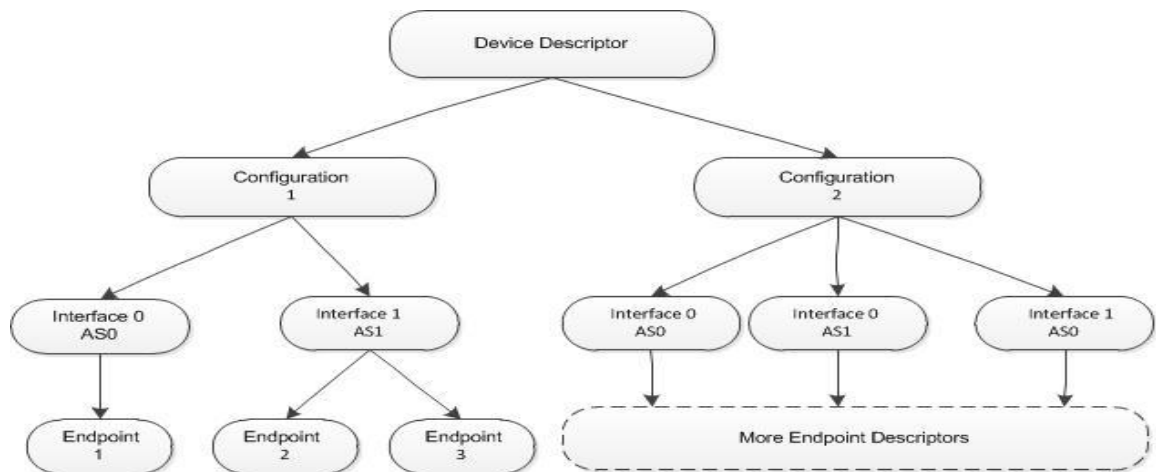 Device Descriptor
Configuration
1
Configuration
2
Interface 0
AS0
Interface 1
AS1
Interface 0
AS0
Interface 0
AS1
Interface 1
AS0
Endpoint
1
Endpoint
2
Endpoint
3
More Endpoint Descriptors